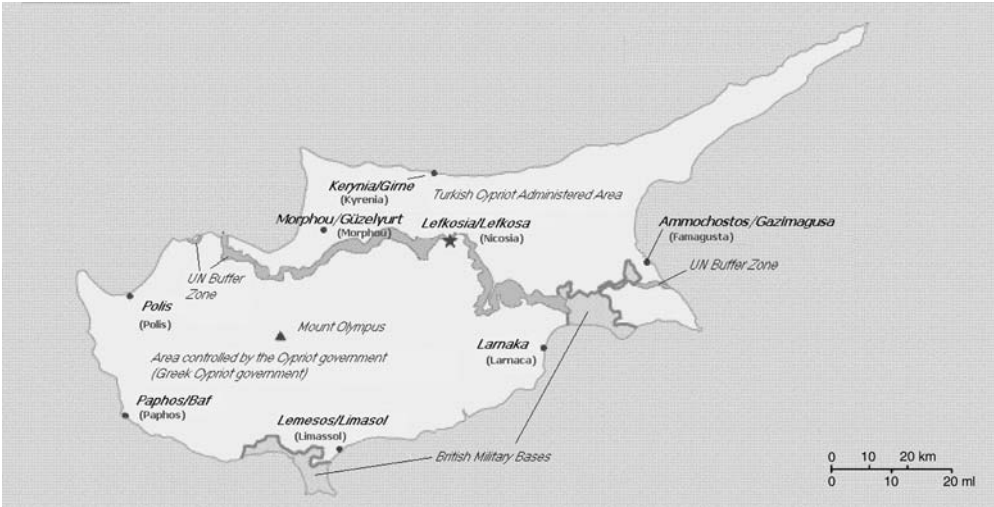 Kerynia/Girne
(Kyrenia)
Turkish Cypriot Administered Area
Morphou/Güzelyurt
(Morphou)
Lefkosia/Lefkosa
(Nicosia)
Ammochostos/Gazimagusa
(Famagusta)
UN Buffer Zone
UN Buffer
Zone
Polis
(Polis)
Mount Olympus
Larnaka
(Larnaca)
Area controlled by the Cypriot government
(Greek Cypriot government)
Paphos/Baf
(Paphos)
Lemesos/Limasol
(Limassol)
British Military Bases
0 10 20 km
0 10 20 ml